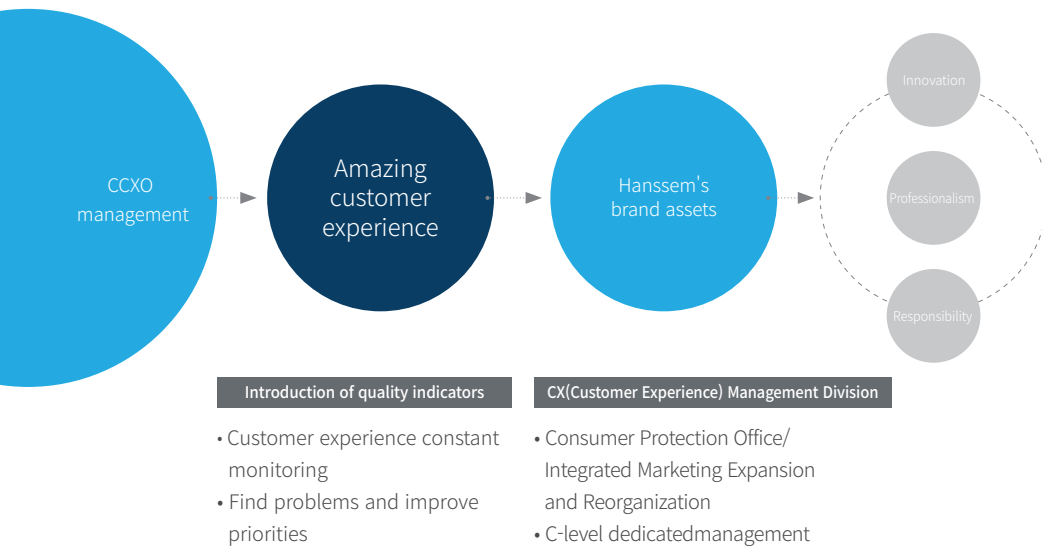 CCXO
management
Amazing
customer
experience
Hanssem's
brand assets
Innovation
Professionalism
Responsibility
Introduction of quality indicators
• Customer experience constant
monitoring
• Find problems and improve
priorities
CX(Customer Experience) Management Division
• Consumer Protection Office/
Integrated Marketing Expansion
and Reorganization
• C-level dedicatedmanagement